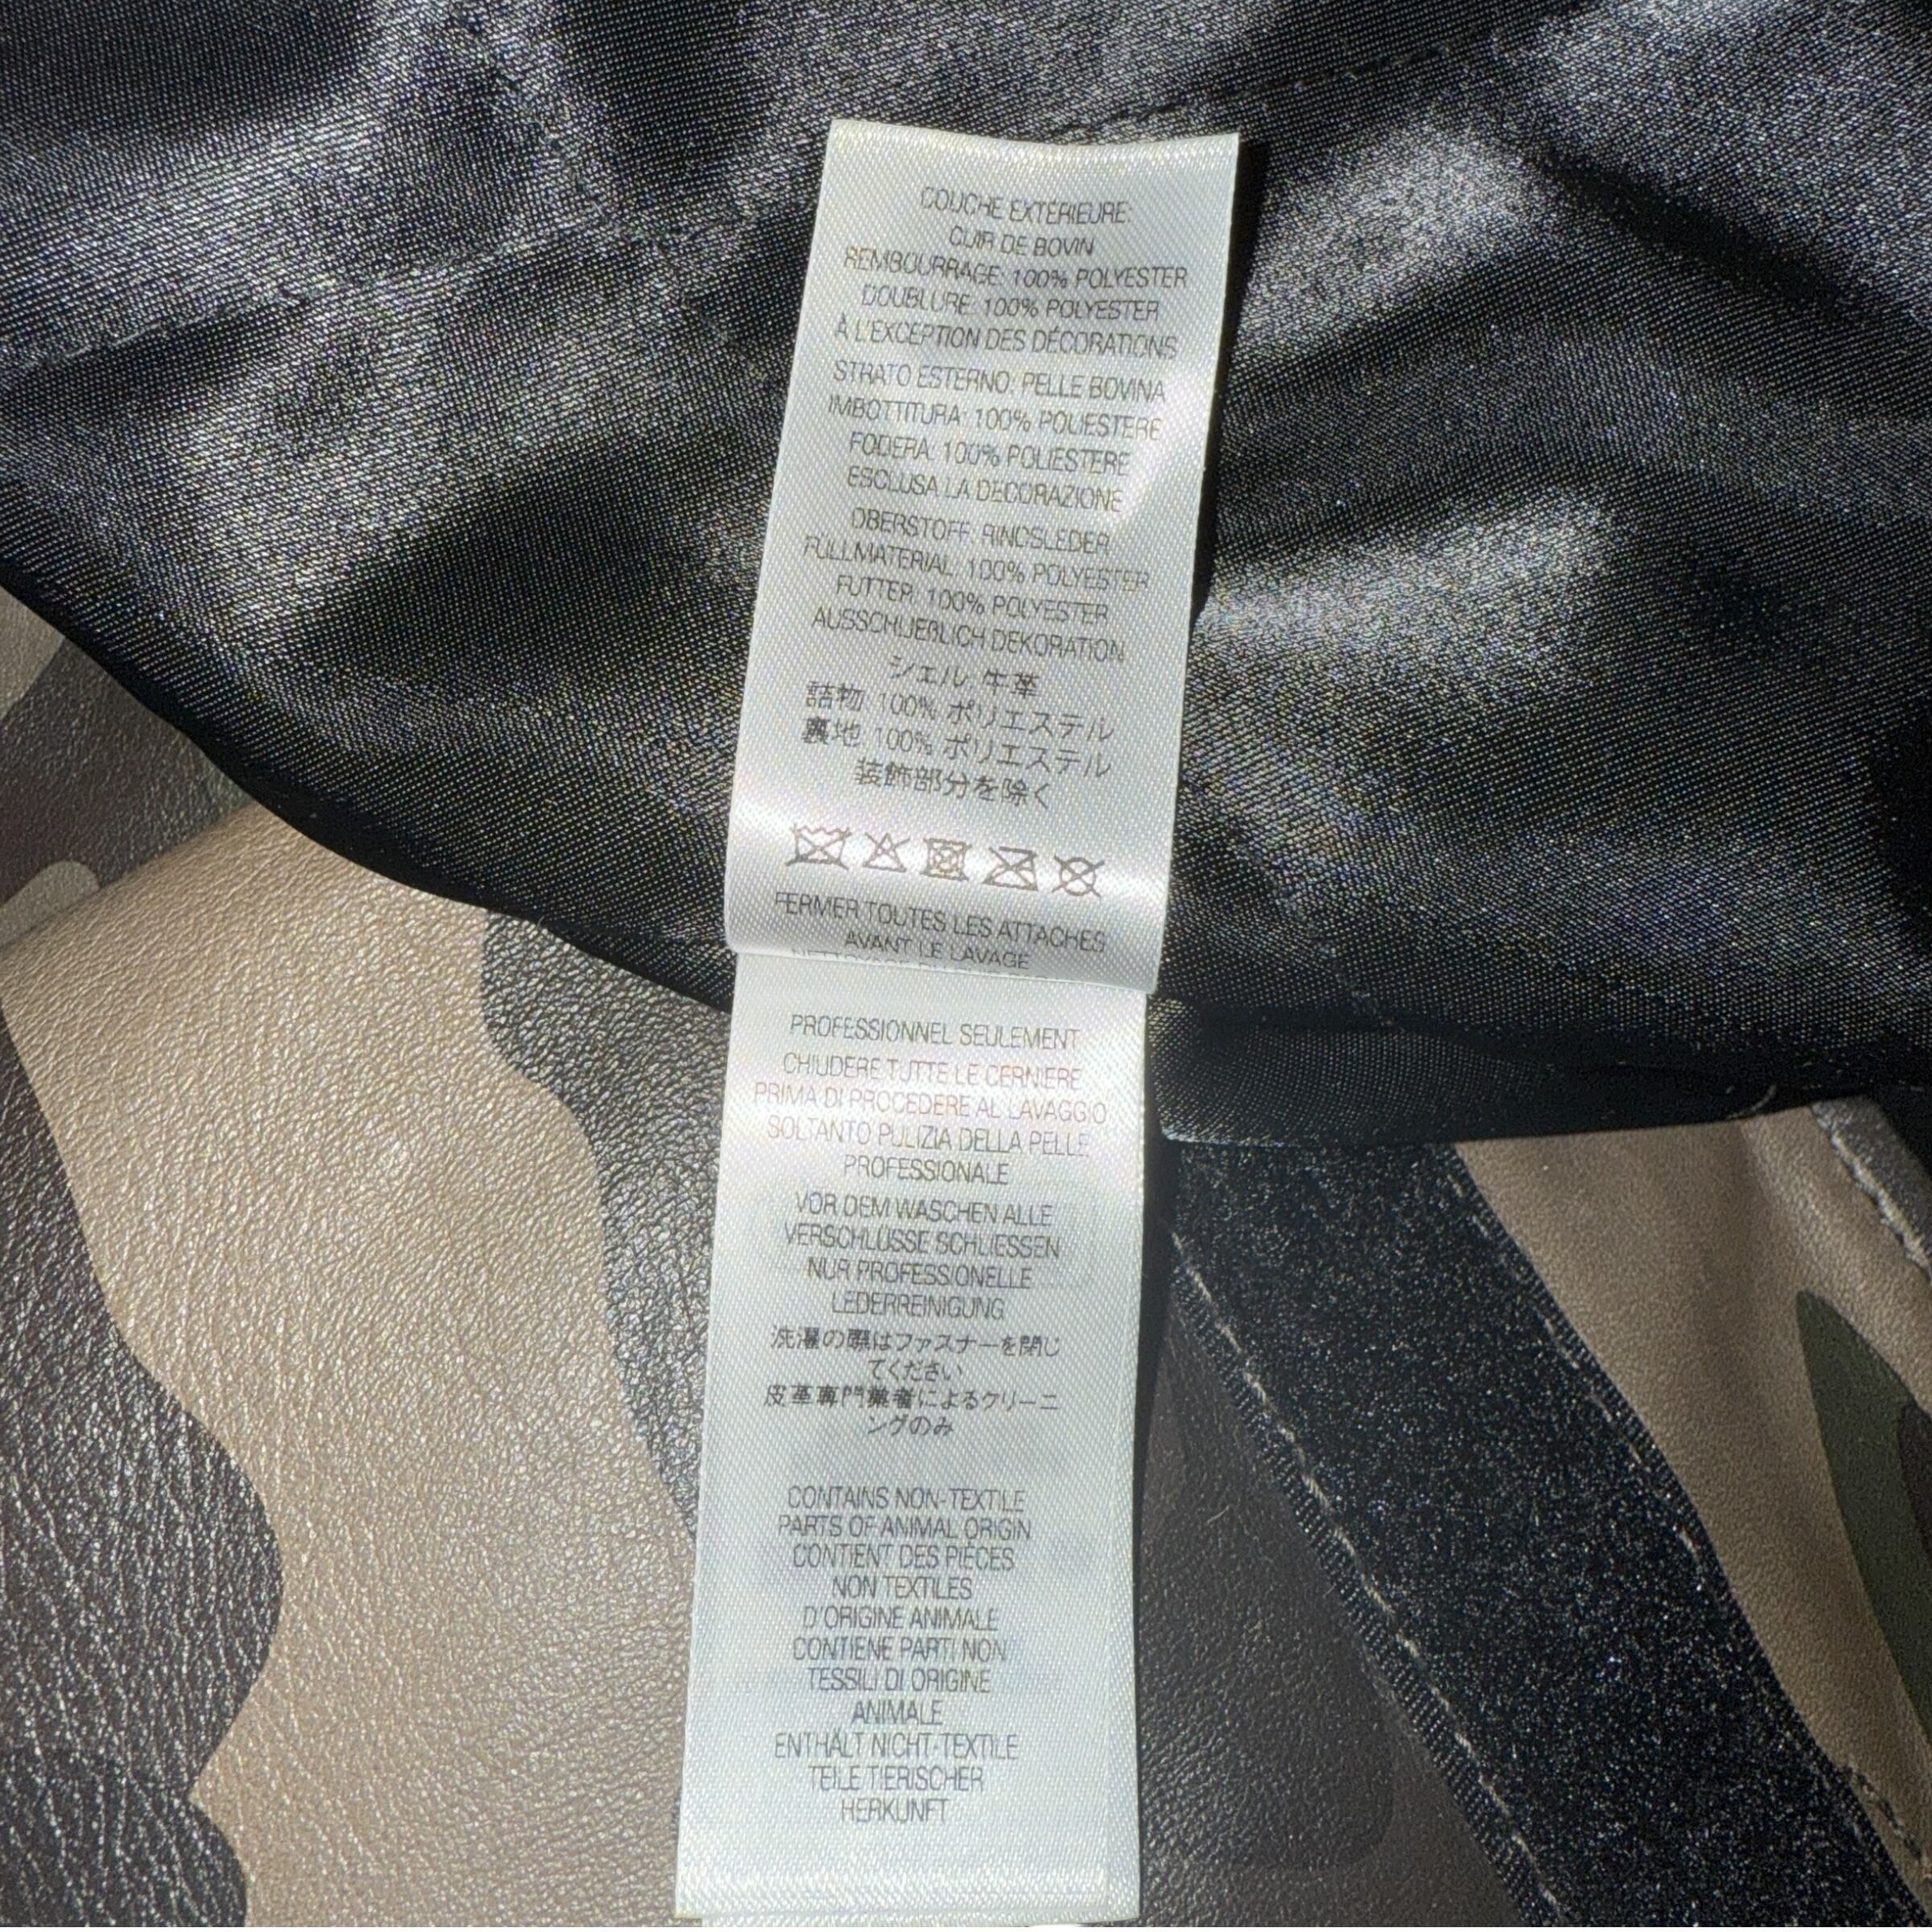 COUCHE EXTÉRIEURE:
CUIR DE BOVIN
REMBOURRAGE: 100% POLYESTER
DOUBLURE: 100% POLYESTER
À L'EXCEPTION DES DÉCORATIONS
STRATO ESTERNO: PELLE BOVINA
IMBOTTITURA: 100% POLIESTERE
FODERA: 100% POLIESTERE
ESCLUSA LA DECORAZIONE
OBERSTOFF: RINDSLEDER
FÜLLMATERIAL: 100% POLYESTER
FUTTER: 100% POLYESTER
AUSSCHLIEßLICH DEKORATION
シェル: 牛革
詰物: 100% ポリエステル
裏地: 100% ポリエステル
装飾部分を除く
FERMER TOUTES LES ATTACHES
AVANT LE LAVAGE
PROFESSIONNEL SEULEMENT
CHIUDERE TUTTE LE CERNIERE
PRIMA DI PROCEDERE AL LAVAGGIO
SOLTANTO PULIZIA DELLA PELLE
PROFESSIONALE
VOR DEM WASCHEN ALLE
VERSCHLÜSSE SCHLIESSEN
NUR PROFESSIONELLE
LEDERREINIGUNG
洗濯の際はファスナーを閉じ
てください
皮革専門業者によるクリーニ
ングのみ
CONTAINS NON-TEXTILE
PARTS OF ANIMAL ORIGIN
CONTIENT DES PIÈCES
NON TEXTILES
D'ORIGINE ANIMALE
CONTIENE PARTI NON
TESSILI DI ORIGINE
ANIMALE
ENTHÄLT NICHT-TEXTILE
TEILE TIERISCHER
HERKUNFT